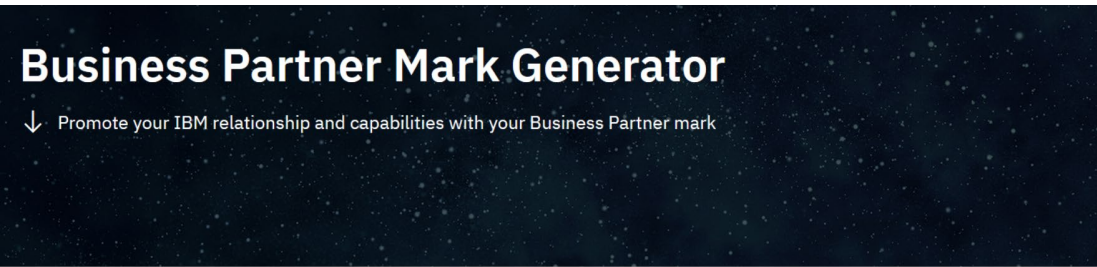 Business Partner Mark Generator
↓ Promote your IBM relationship and capabilities with your Business Partner mark